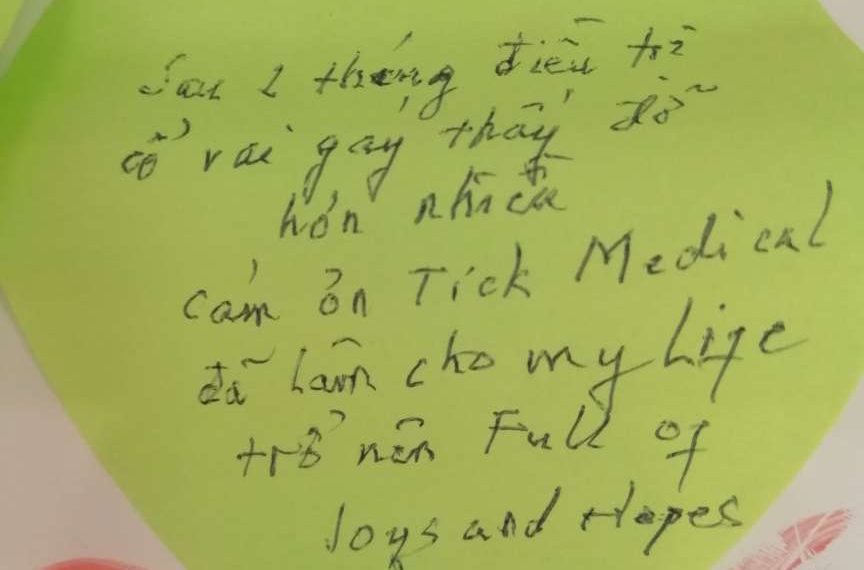 Sau 2 tháng điều trị
cổ vai gáy thấy đỡ
hơn nhiều
cảm ơn Tick Medical
đã làm cho my Life
trở nên Full of
Joys and Hopes